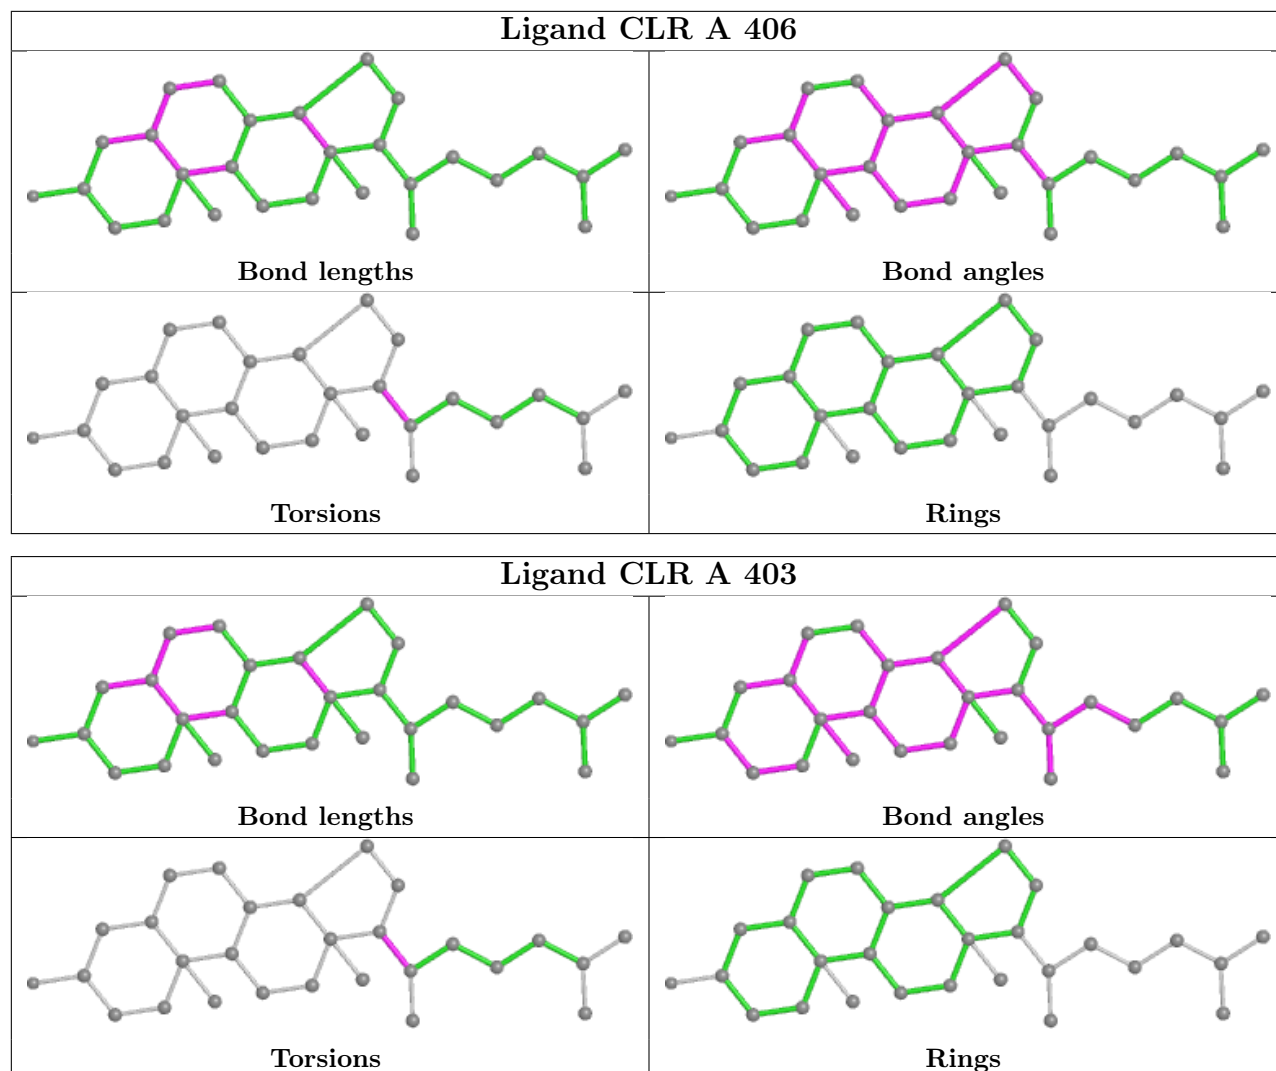 Ligand CLR A 406
Bond lengths
Bond angles
Torsions
Rings
Ligand CLR A 403
Bond lengths
Bond angles
Torsions
Rings